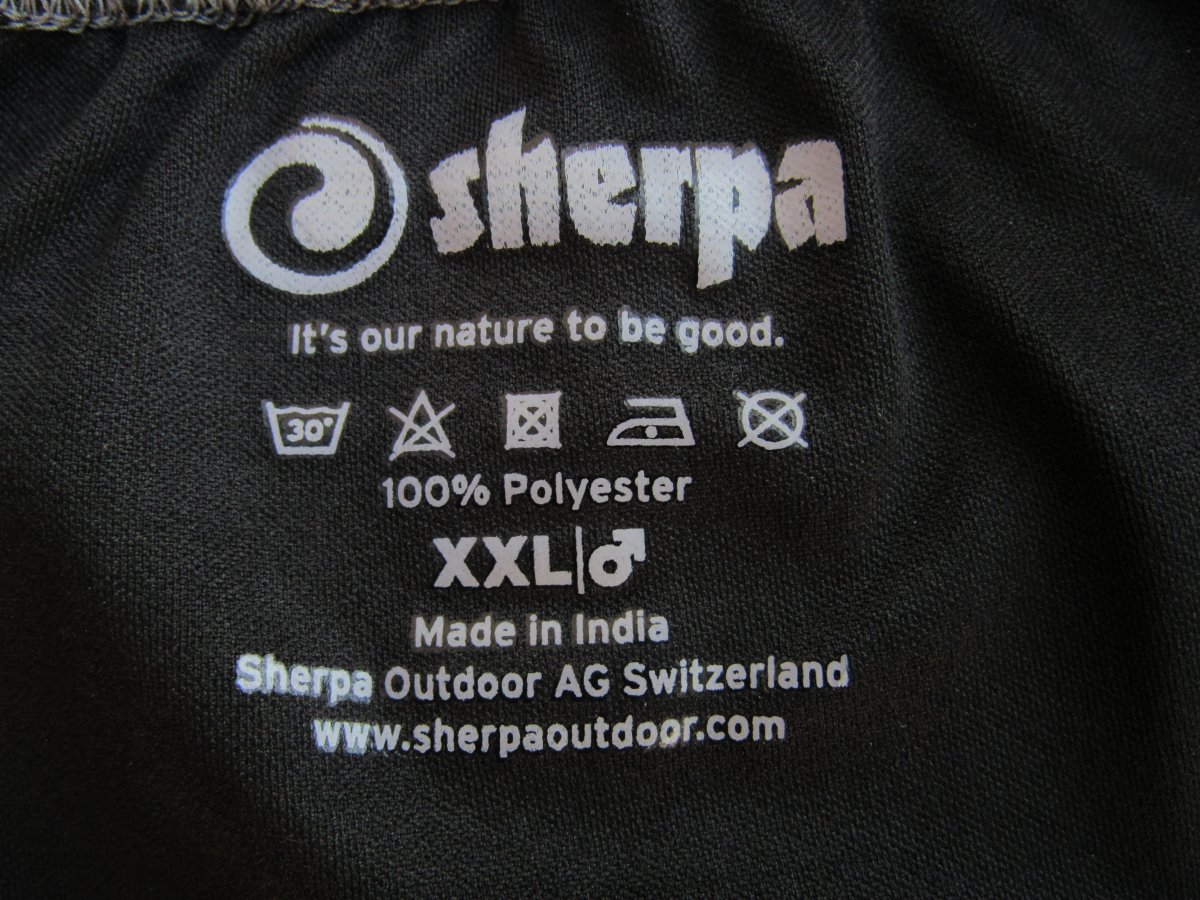 sherpa
It's our nature to be good.
30°
100% Polyester
XXL|♂
Made in India
Sherpa Outdoor AG Switzerland
www.sherpaoutdoor.com